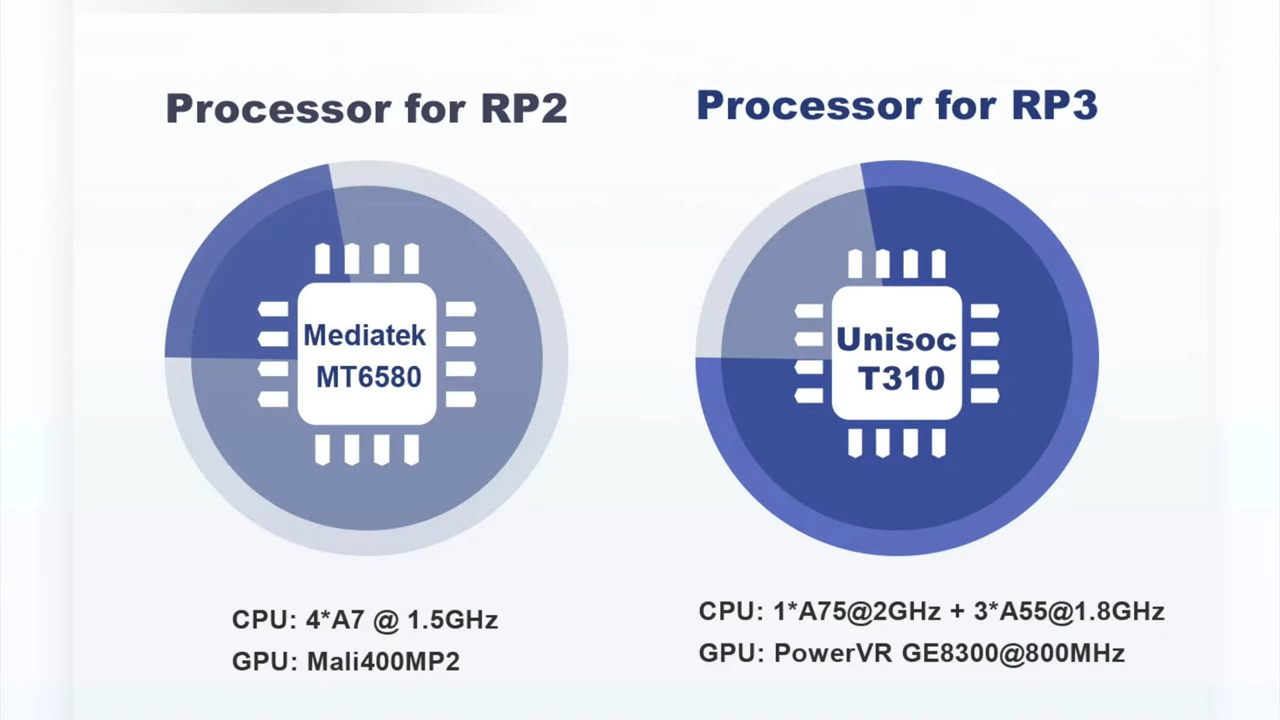 Processor for RP2
Mediatek
MT6580
CPU: 4*A7 @ 1.5GHz
GPU: Mali400MP2
Processor for RP3
Unisoc
T310
CPU: 1*A75@2GHz + 3*A55@1.8GHz
GPU: PowerVR GE8300@800MHz